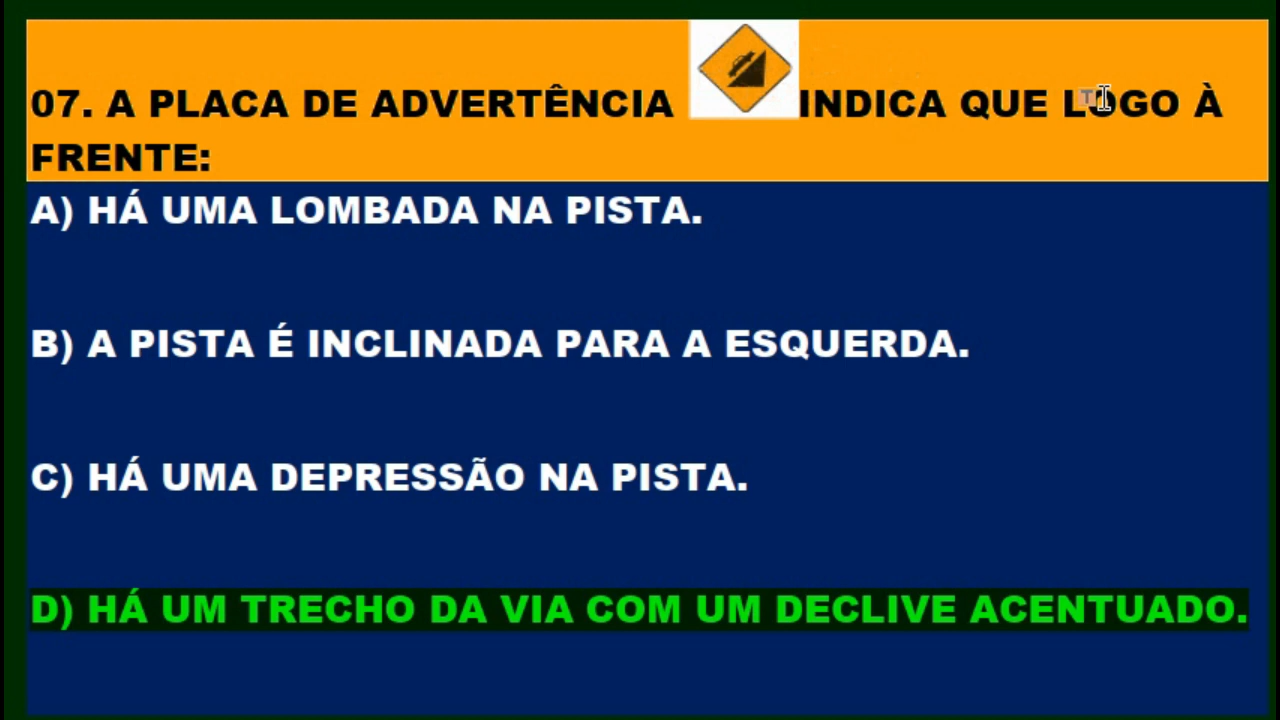 07. A PLACA DE ADVERTÊNCIA INDICA QUE LOGO À
FRENTE:
A) HÁ UMA LOMBADA NA PISTA.
B) A PISTA É INCLINADA PARA A ESQUERDA.
C) HÁ UMA DEPRESSÃO NA PISTA.
D) HÁ UM TRECHO DA VIA COM UM DECLIVE ACENTUADO.